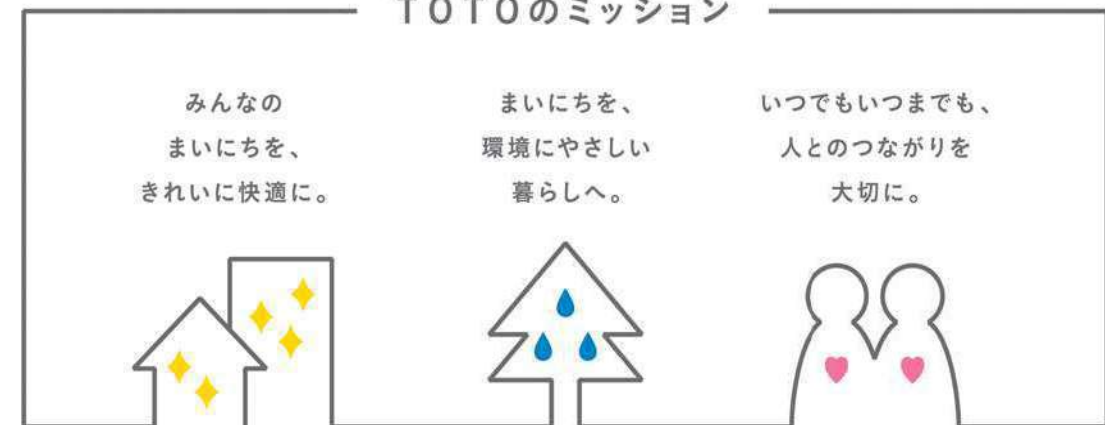 TOTOのミッション
みんなの
まいにちを、
きれいに快適に。
まいにちを、
環境にやさしい
暮らしへ。
いつでもいつまでも、
人とのつながりを
大切に。